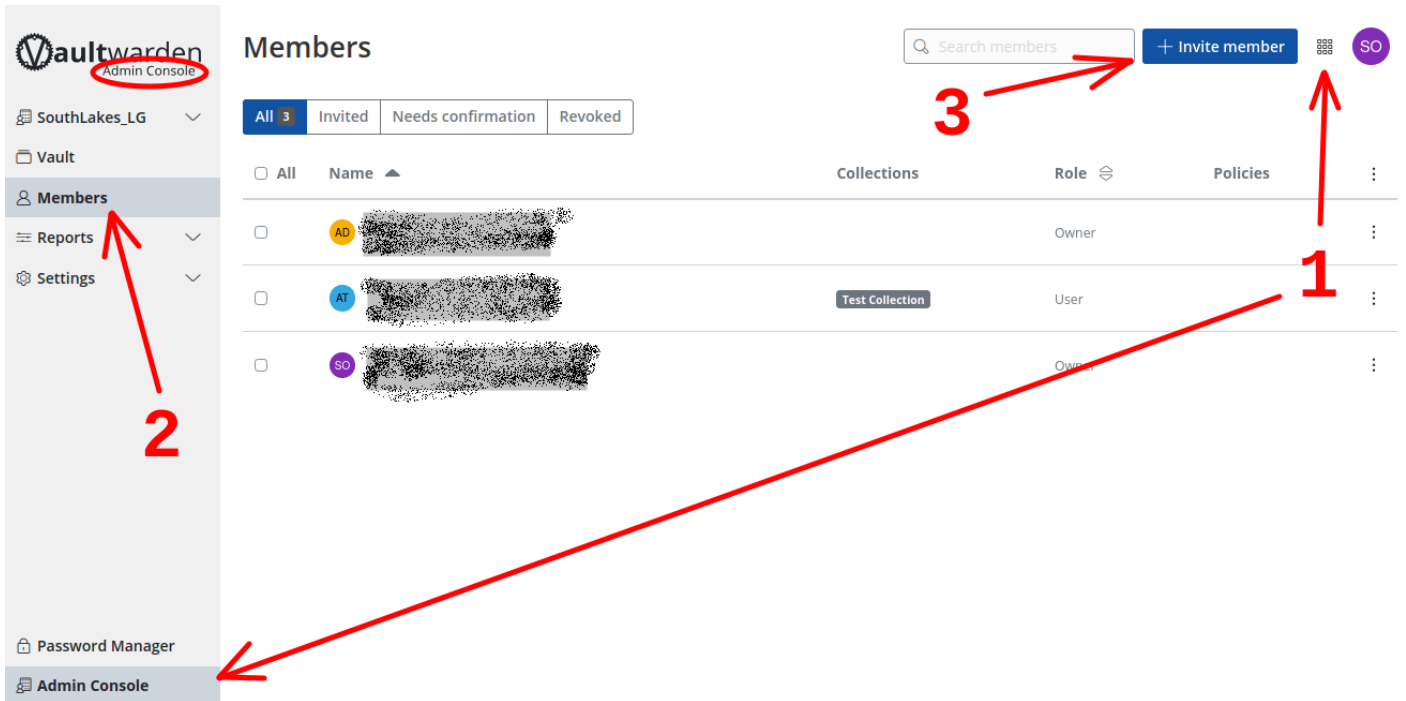 Vaultwarden
Admin Console
Members
Search members
+ Invite member
SO
3
SouthLakes_LG
All 3
Invited
Needs confirmation
Revoked
Vault
All
Name
Collections
Role
Policies
Members
AD
Owner
Reports
1
Settings
AT
Test Collection
User
SO
Owner
2
Password Manager
Admin Console